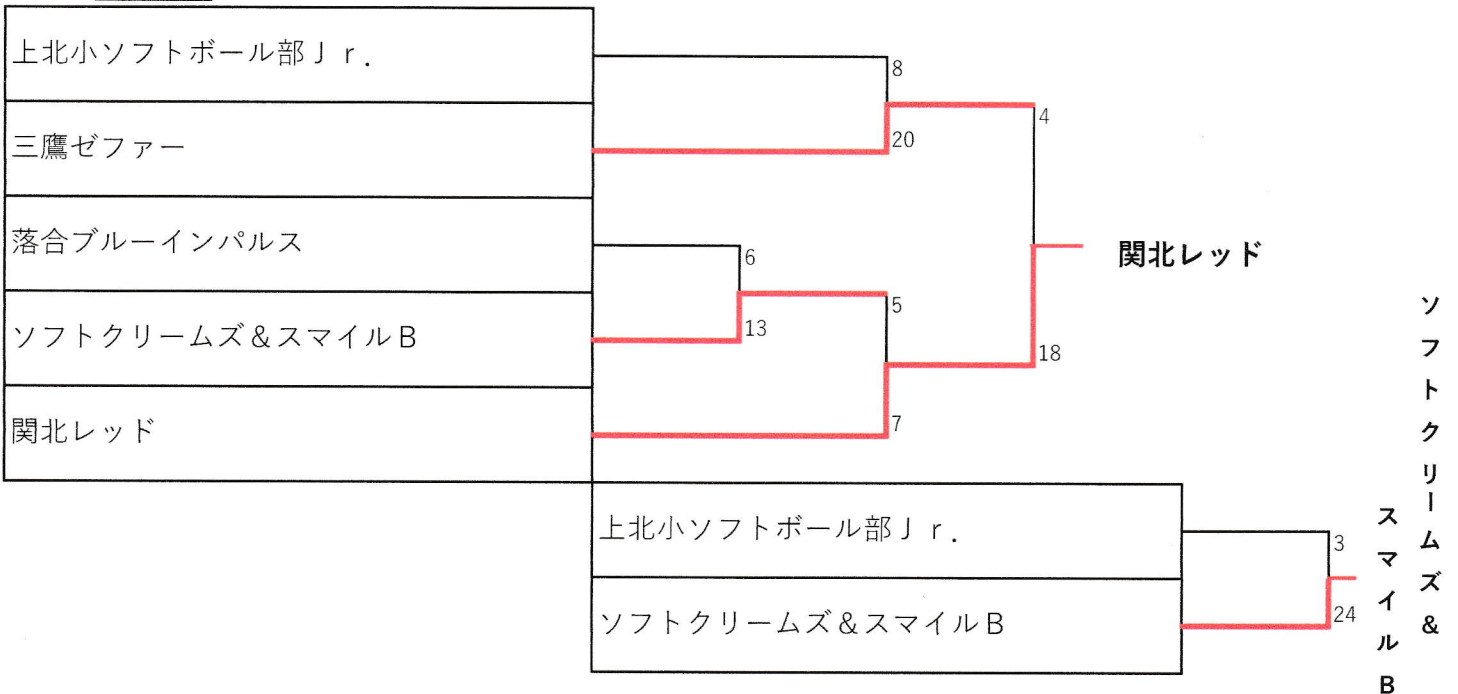 上北小ソフトボール部Ｊｒ．
8
三鷹ゼファー
20
4
落合ブルーインパルス
6
関北レッド
ソフトクリームズ＆スマイルＢ
13
5
18
関北レッド
7
上北小ソフトボール部Ｊｒ．
3
ソフトクリームズ＆スマイルＢ
24
ソフトクリームズ＆
スマイルＢ